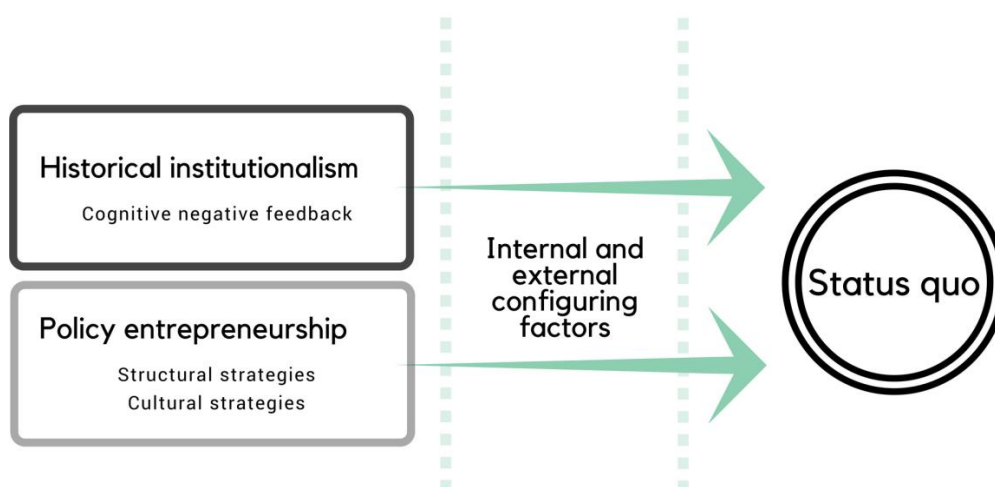 Historical institutionalism
Cognitive negative feedback
Policy entrepreneurship
Structural strategies
Cultural strategies
Internal and
external
configuring
factors
Status quo